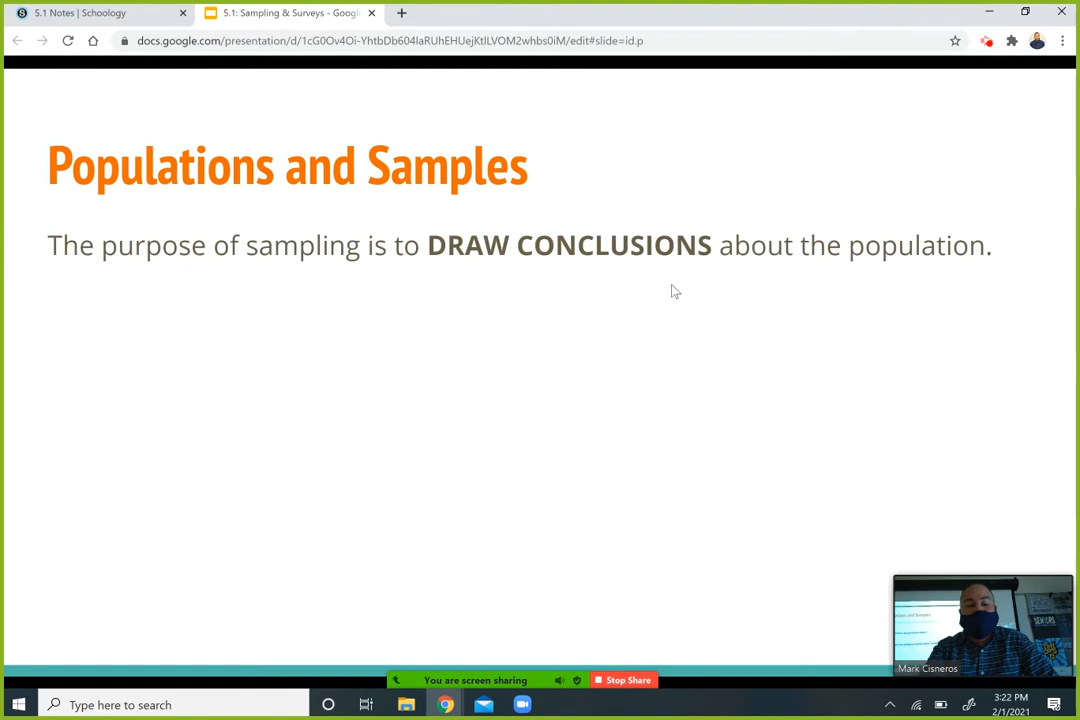 5.1 Notes | Schoology
5.1: Sampling & Surveys - Googl
docs.google.com/presentation/d/1cG0Ov4Oi-YhtbDb604laRUhEHUejKtlLVOM2whbs0iM/edit#slide=id.p
Populations and Samples
The purpose of sampling is to DRAW CONCLUSIONS about the population.
SENIORS
Mark Cisneros
You are screen sharing
Stop Share
Type here to search
3:22 PM
2/1/2021